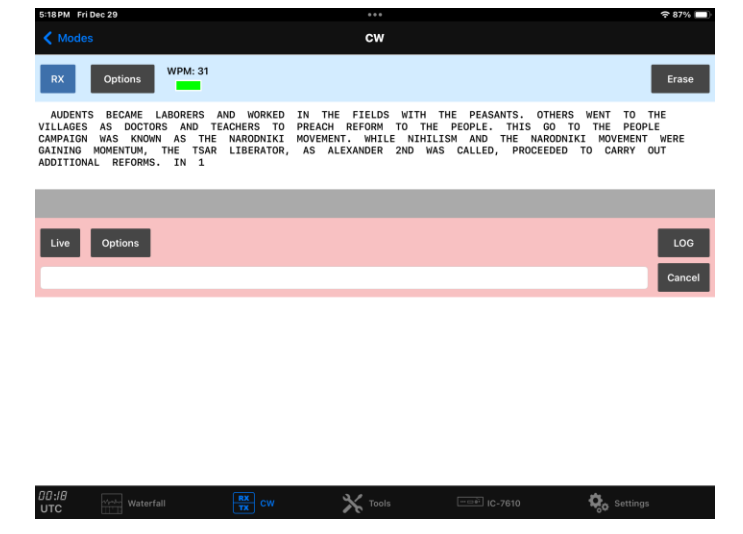 5:18 PM Fri Dec 29 87%
Modes CW
RX Options WPM: 31 Erase
AUDENTS BECAME LABORERS AND WORKED IN THE FIELDS WITH THE PEASANTS. OTHERS WENT TO THE
VILLAGES AS DOCTORS AND TEACHERS TO PREACH REFORM TO THE PEOPLE. THIS GO TO THE PEOPLE
CAMPAIGN WAS KNOWN AS THE NARODNIKI MOVEMENT. WHILE NIHILISM AND THE NARODNIKI MOVEMENT WERE
GAINING MOMENTUM, THE TSAR LIBERATOR, AS ALEXANDER 2ND WAS CALLED, PROCEEDED TO CARRY OUT
ADDITIONAL REFORMS. IN 1
Live Options LOG
Cancel
00:18
UTC Waterfall RX TX CW Tools IC-7610 Settings